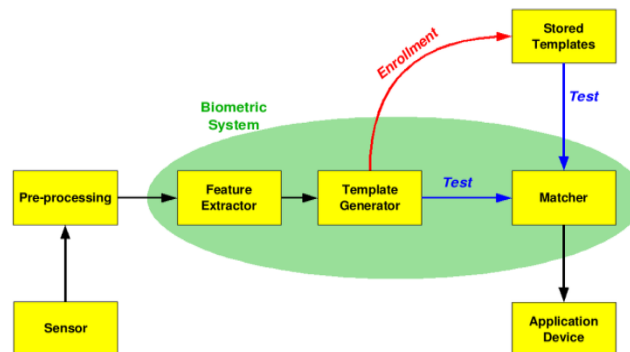 Stored
Templates
Enrollment
Test
Biometric
System
Pre-processing
Feature
Extractor
Template
Generator
Test
Matcher
Sensor
Application
Device